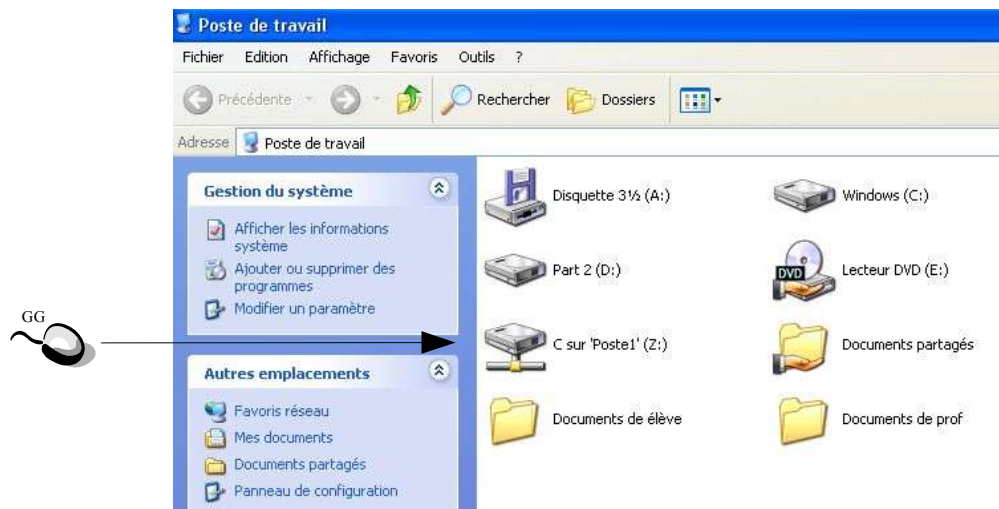 Poste de travail
Fichier Edition Affichage Favoris Outils ?
Précédente Rechercher Dossiers
Adresse Poste de travail
Gestion du système
Afficher les informations
système
Ajouter ou supprimer des
programmes
Modifier un paramètre
Autres emplacements
Favoris réseau
Mes documents
Documents partagés
Panneau de configuration
Disquette 3½ (A:) Windows (C:)
Part 2 (D:) DVD Lecteur DVD (E:)
C sur 'Poste1' (Z:) Documents partagés
Documents de élève Documents de prof
GG